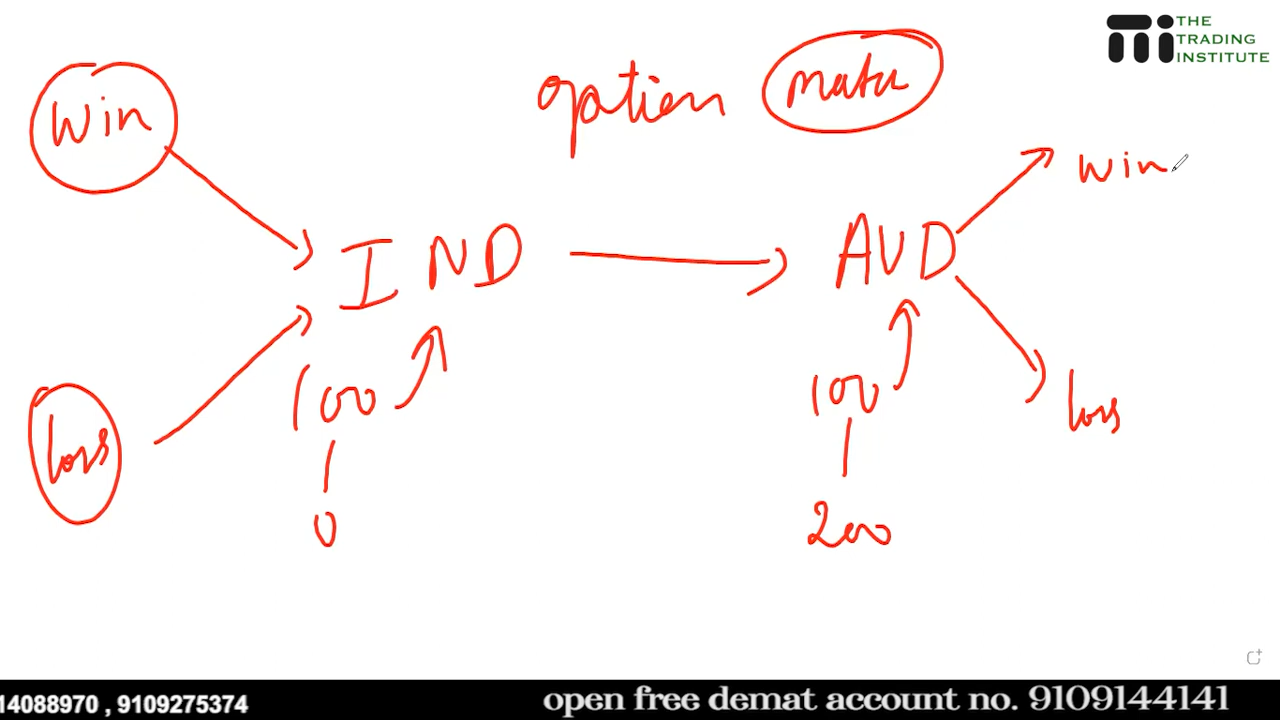 THE
TRADING
INSTITUTE
option
win
win
IND
AUD
100
100
loss
loss
0
200
14088970 , 9109275374
open free demat account no. 9109144141